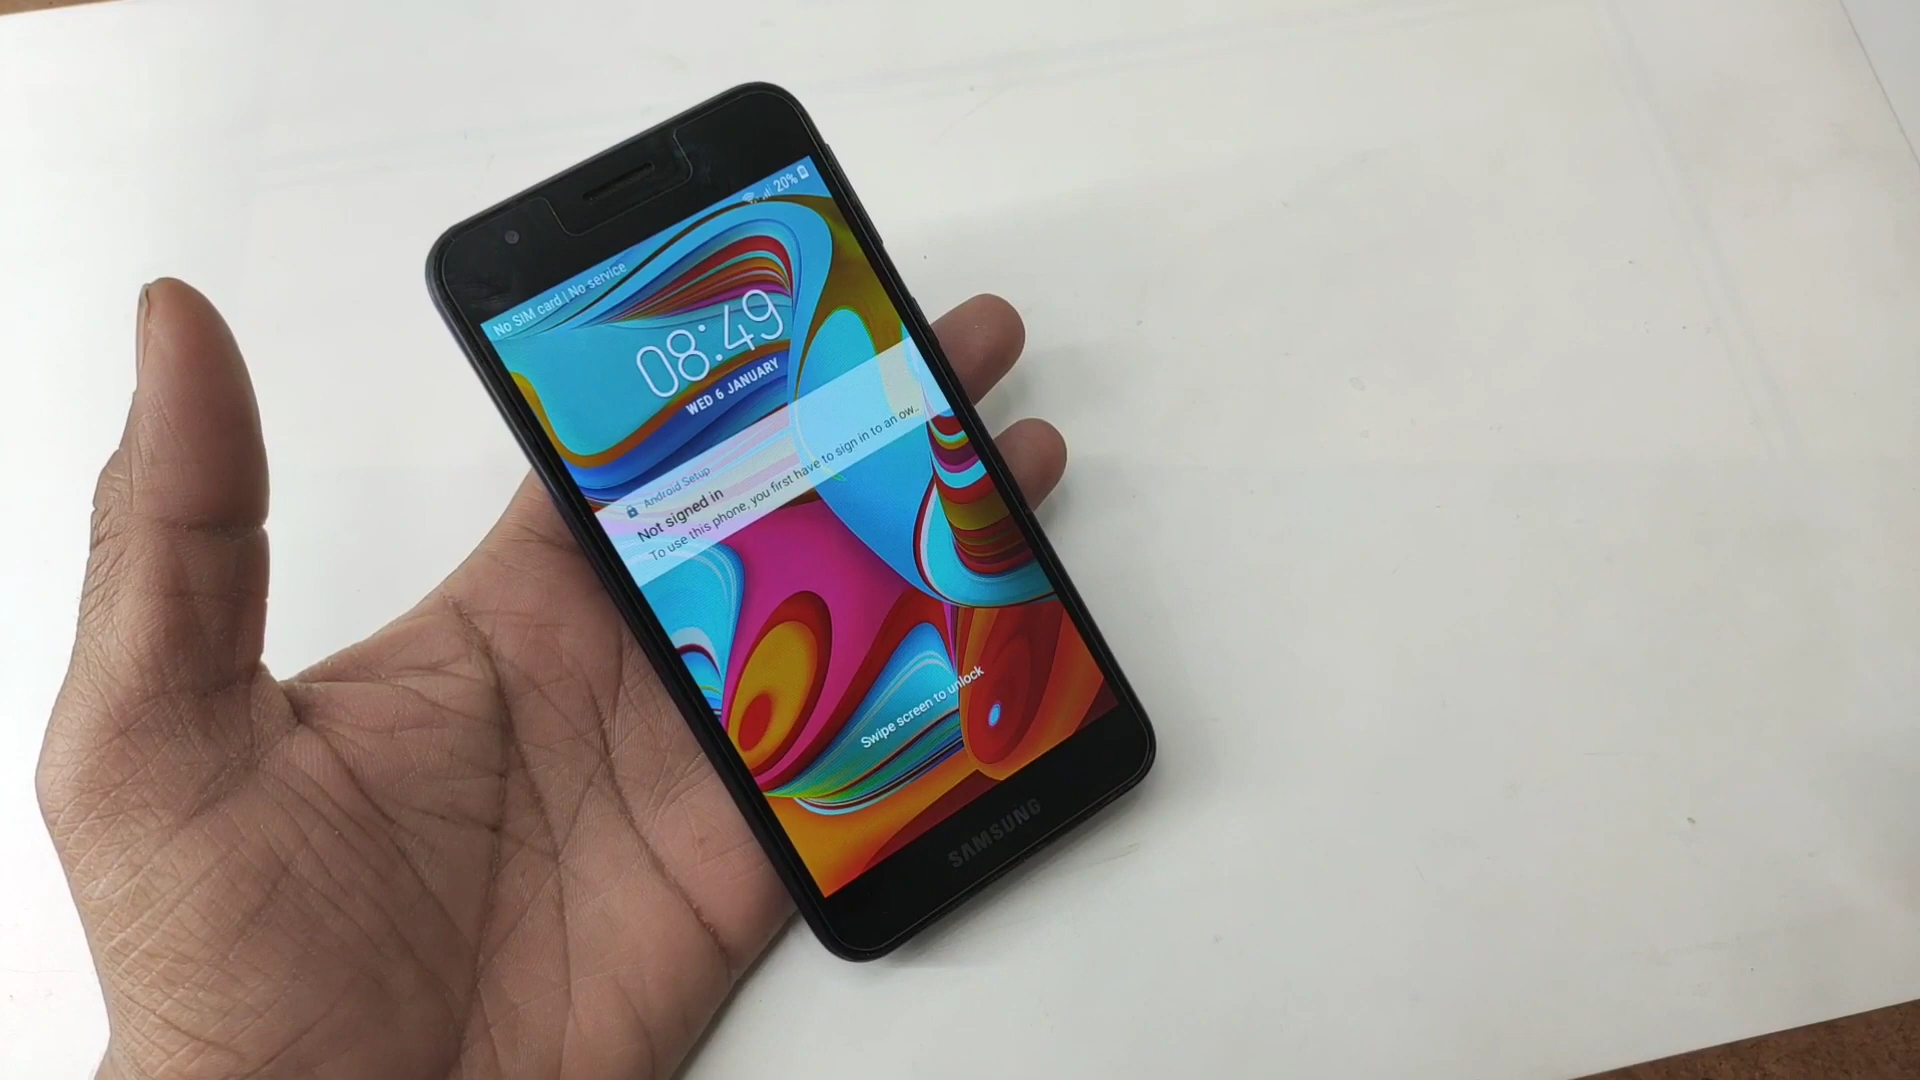 No SIM card | No service
20%
08:49
WED 6 JANUARY
Android Setup
Not signed in
To use this phone, you first have to sign in to an ow..
Swipe screen to unlock
SAMSUNG